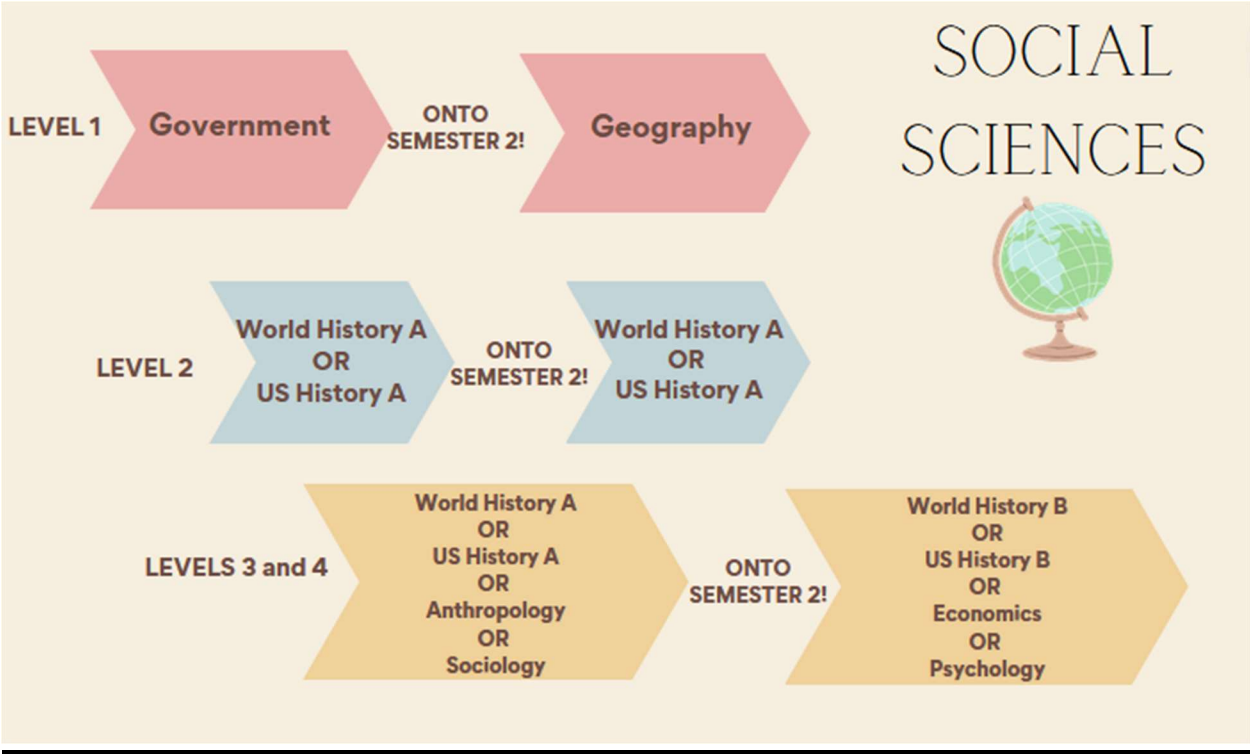 SOCIAL
SCIENCES
LEVEL 1
Government
ONTO
SEMESTER 2!
Geography
LEVEL 2
World History A
OR
US History A
ONTO
SEMESTER 2!
World History A
OR
US History A
LEVELS 3 and 4
World History A
OR
US History A
OR
Anthropology
OR
Sociology
ONTO
SEMESTER 2!
World History B
OR
US History B
OR
Economics
OR
Psychology